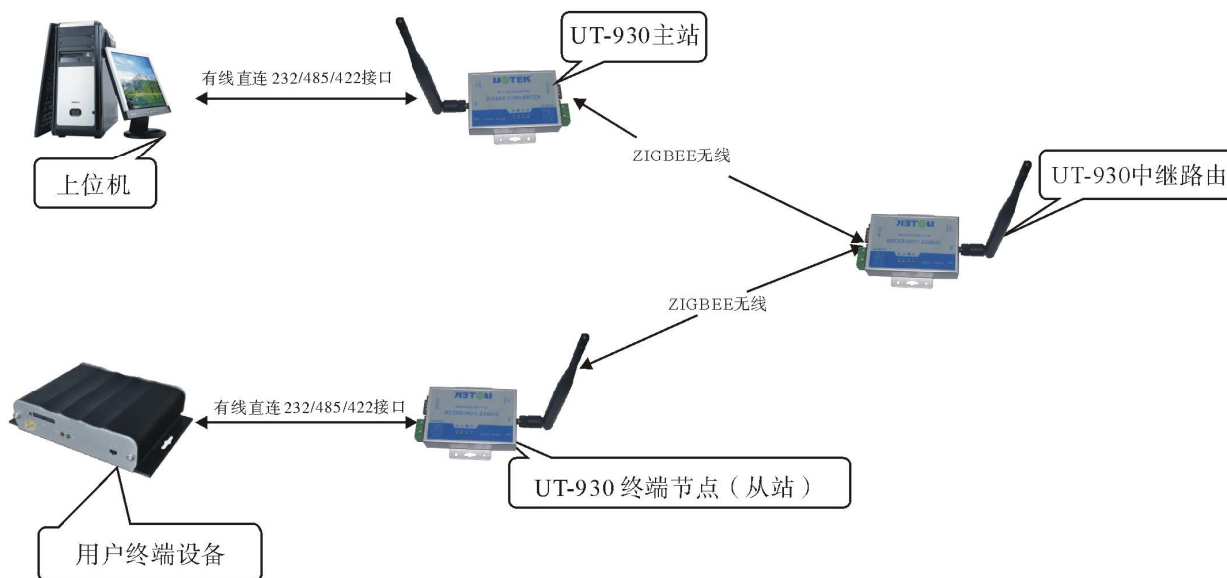 UT-930主站
有线直连 232/485/422接口
UOTEK
ZIGBEE CONVERTER
ZIGBEE无线
上位机
UT-930中继路由
ZIGBEE无线
有线直连 232/485/422接口
UT-930 终端节点（从站）
用户终端设备